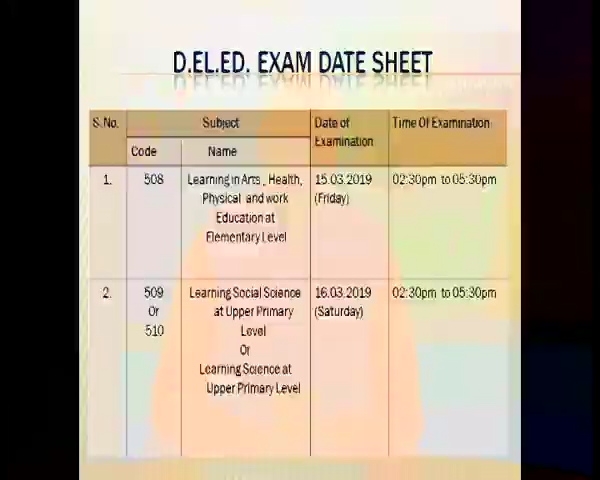 D.EL.ED. EXAM DATE SHEET
S.No. Subject Date of Examination Time Of Examination
Code Name
1. 508 Learning in Arts , Health, 15.03.2019 02:30pm to 05:30pm
Physical and work (Friday)
Education at
Elementary Level
2. 509 Learning Social Science 16.03.2019 02:30pm to 05:30pm
Or at Upper Primary (Saturday)
510 Level
Or
Learning Science at
Upper Primary Level